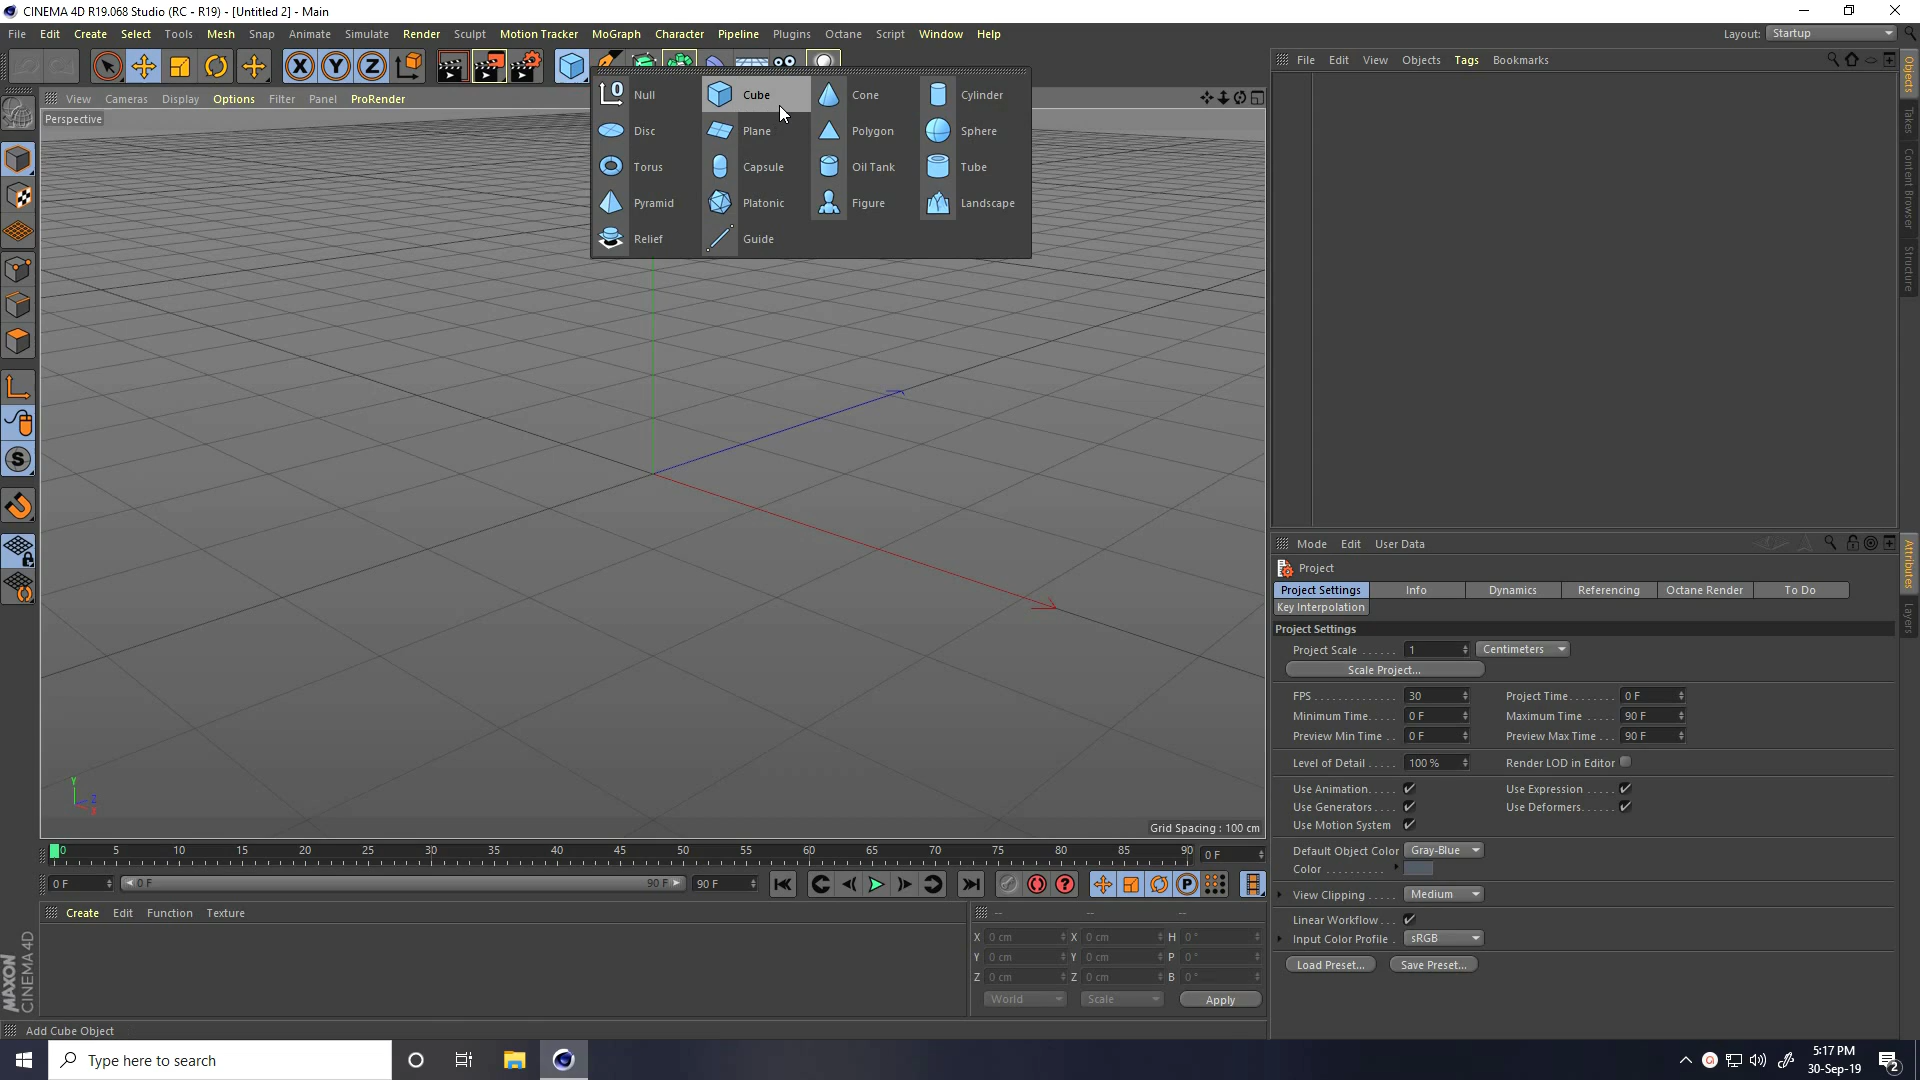 CINEMA 4D R19.068 Studio (RC - R19) - [Untitled 2] - Main
File Edit Create Select Tools Mesh Snap Animate Simulate Render Sculpt Motion Tracker MoGraph Character Pipeline Plugins Octane Script Window Help
Layout: Startup
File Edit View Objects Tags Bookmarks
View Cameras Display Options Filter Panel ProRender
Perspective
Null Cube Cone Cylinder
Disc Plane Polygon Sphere
Torus Capsule Oil Tank Tube
Pyramid Platonic Figure Landscape
Relief Guide
Objects
Takes
Content Browser
Structure
Mode Edit User Data
Project
Project Settings Info Dynamics Referencing Octane Render To Do
Key Interpolation
Project Settings
Project Scale ...... 1 Centimeters
Scale Project...
FPS ............. 30 Project Time....... 0 F
Minimum Time..... 0 F Maximum Time ..... 90 F
Preview Min Time .. 0 F Preview Max Time ... 90 F
Level of Detail ..... 100 % Render LOD in Editor
Use Animation..... Use Expression .....
Use Generators.... Use Deformers......
Use Motion System
Default Object Color Gray-Blue
Color ..........
View Clipping..... Medium
Linear Workflow...
Input Color Profile . sRGB
Load Preset... Save Preset...
Attributes
Layers
Y
Z
X
Grid Spacing : 100 cm
0 5 10 15 20 25 30 35 40 45 50 55 60 65 70 75 80 85 90 0 F
0 F 0 F 90 F 90 F
Create Edit Function Texture
-- -- --
X 0 cm X 0 cm H 0 °
Y 0 cm Y 0 cm P 0 °
Z 0 cm Z 0 cm B 0 °
World Scale Apply
MAXON
CINEMA 4D
Add Cube Object
Type here to search
5:17 PM
30-Sep-19
2